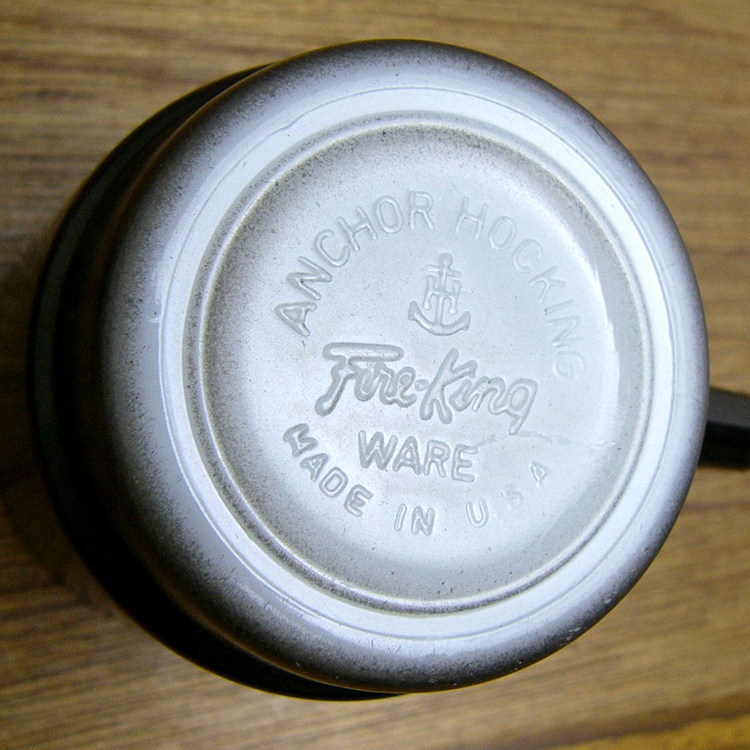 ANCHOR HOCKING
H
Fire-King
WARE
MADE IN U.S.A